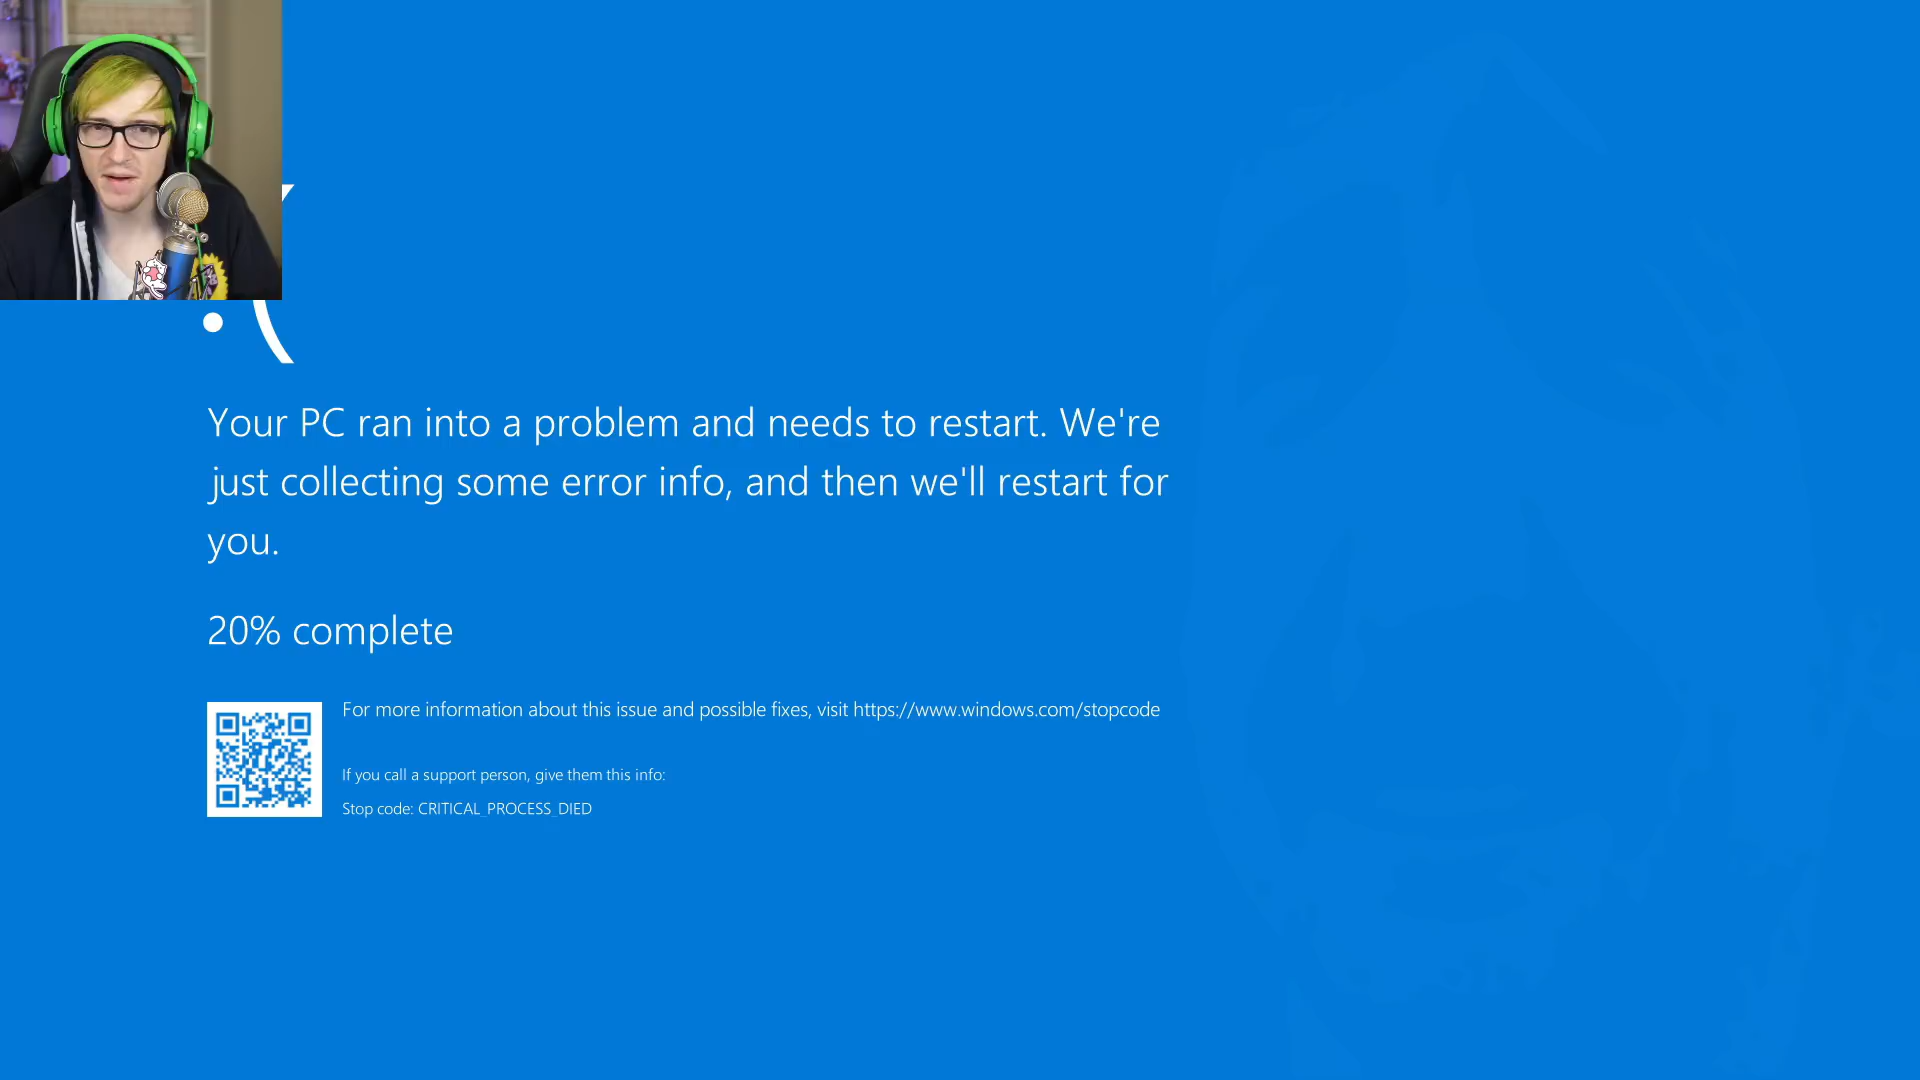 :(
Your PC ran into a problem and needs to restart. We're
just collecting some error info, and then we'll restart for
you.
20% complete
For more information about this issue and possible fixes, visit https://www.windows.com/stopcode
If you call a support person, give them this info:
Stop code: CRITICAL_PROCESS_DIED